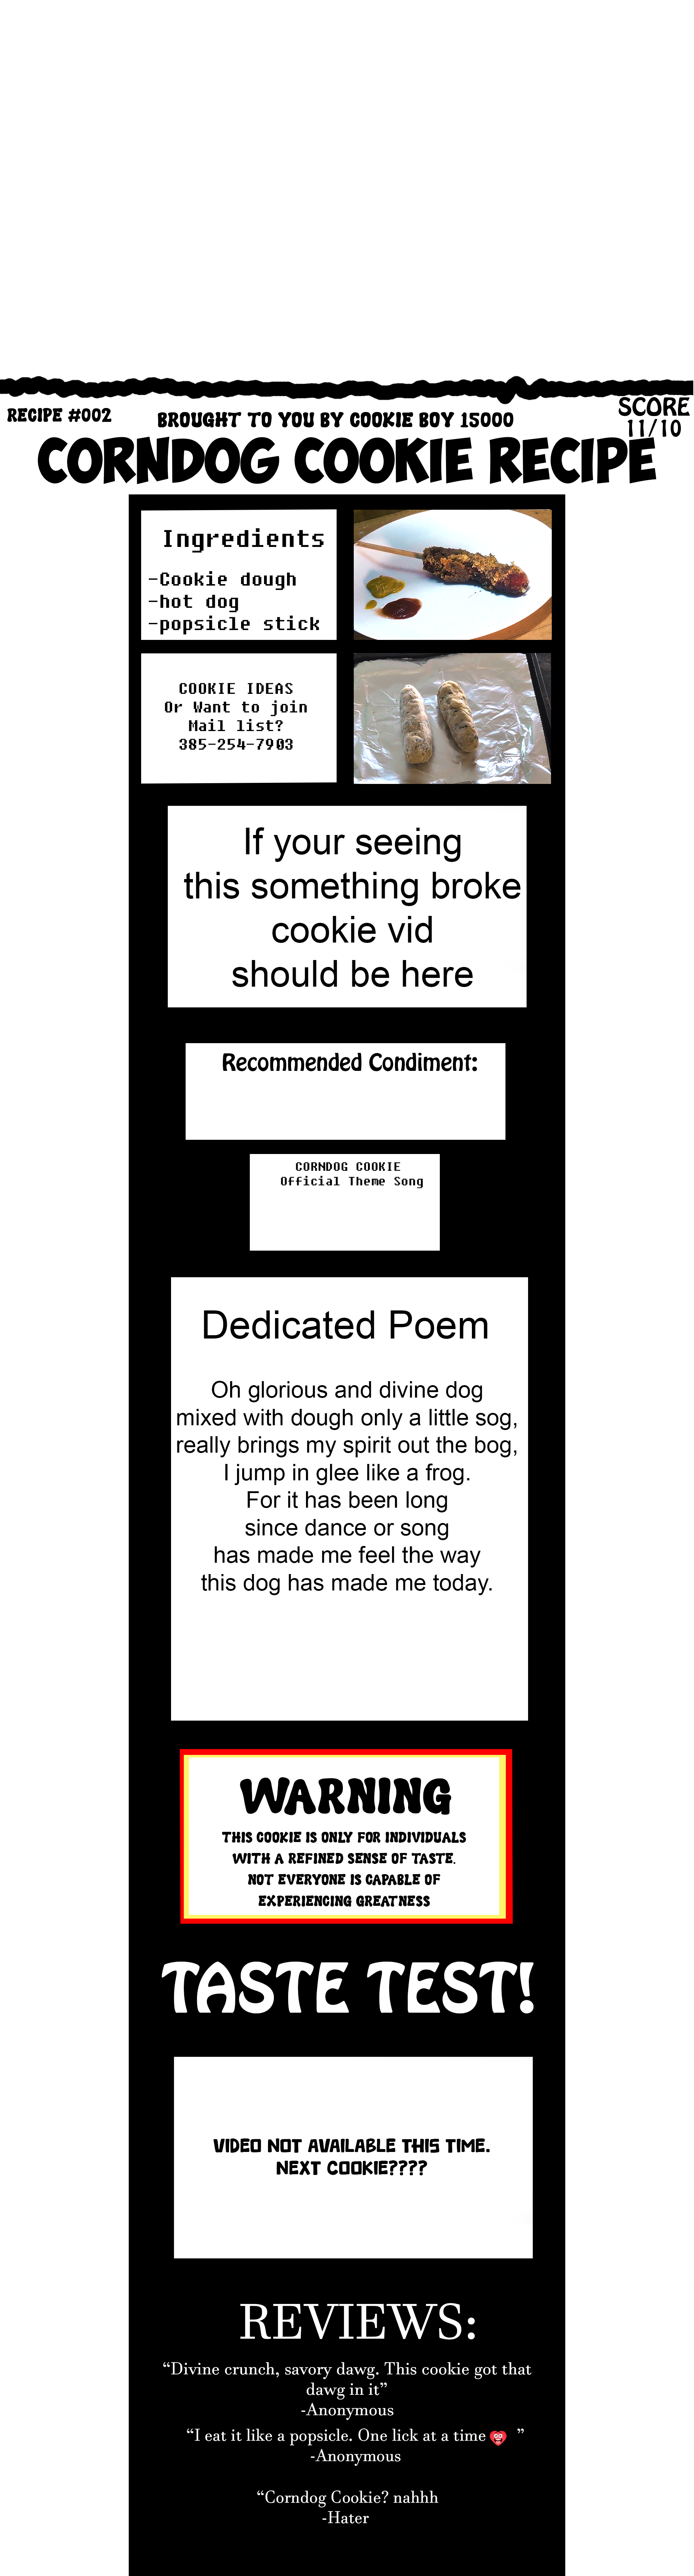 RECIPE #002
BROUGHT TO YOU BY COOKIE BOY 15000
SCORE
11/10
CORNDOG COOKIE RECIPE
Ingredients
-Cookie dough
-hot dog
-popsicle stick
COOKIE IDEAS
Or Want to join
Mail list?
385-254-7903
If your seeing
this something broke
cookie vid
should be here
Recommended Condiment:
CORNDOG COOKIE
Official Theme Song
Dedicated Poem
Oh glorious and divine dog
mixed with dough only a little sog,
really brings my spirit out the bog,
I jump in glee like a frog.
For it has been long
since dance or song
has made me feel the way
this dog has made me today.
WARNING
THIS COOKIE IS ONLY FOR INDIVIDUALS
WITH A REFINED SENSE OF TASTE.
NOT EVERYONE IS CAPABLE OF
EXPERIENCING GREATNESS
TASTE TEST!
VIDEO NOT AVAILABLE THIS TIME.
NEXT COOKIE????
REVIEWS:
“Divine crunch, savory dawg. This cookie got that
dawg in it”
-Anonymous
“I eat it like a popsicle. One lick at a time ”
-Anonymous
“Corndog Cookie? nahhh
-Hater